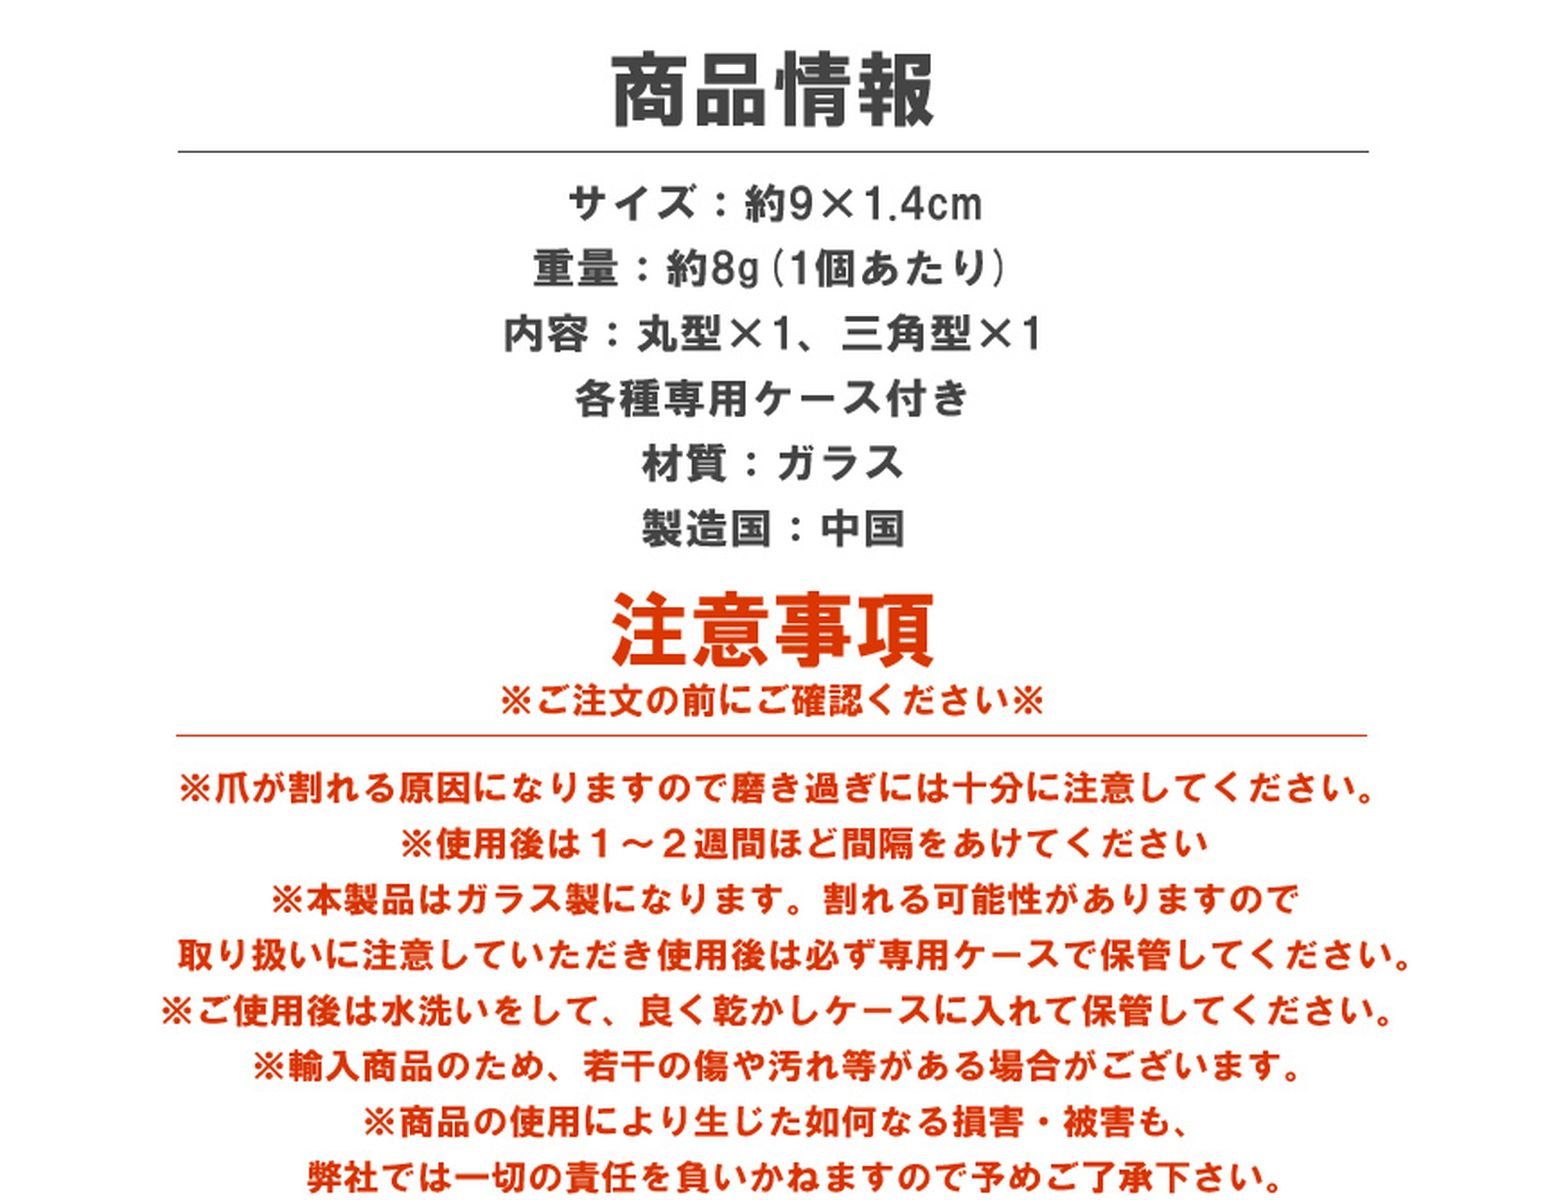 商品情報
サイズ：約9×1.4cm
重量：約8g(1個あたり)
内容：丸型×1、三角型×1
各種専用ケース付き
材質：ガラス
製造国：中国
注意事項
※ご注文の前にご確認ください※
※爪が割れる原因になりますので磨き過ぎには十分に注意してください。
※使用後は１～２週間ほど間隔をあけてください
※本製品はガラス製になります。割れる可能性がありますので
取り扱いに注意していただき使用後は必ず専用ケースで保管してください。
※ご使用後は水洗いをして、良く乾かしケースに入れて保管してください。
※輸入商品のため、若干の傷や汚れ等がある場合がございます。
※商品の使用により生じた如何なる損害・被害も、
弊社では一切の責任を負いかねますので予めご了承下さい。